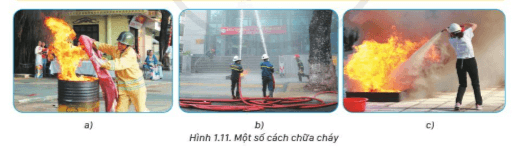 a)
b)
c)
Hình 1.11. Một số cách chữa cháy